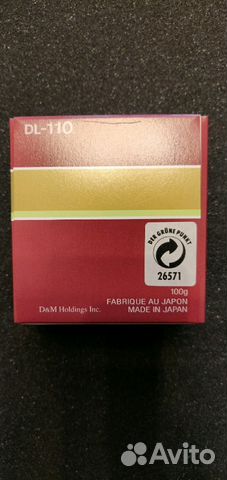 DL-110
DER GRÜNE PUNKT
26571
100g
FABRIQUE AU JAPON
D&M Holdings Inc.
MADE IN JAPAN
Avito